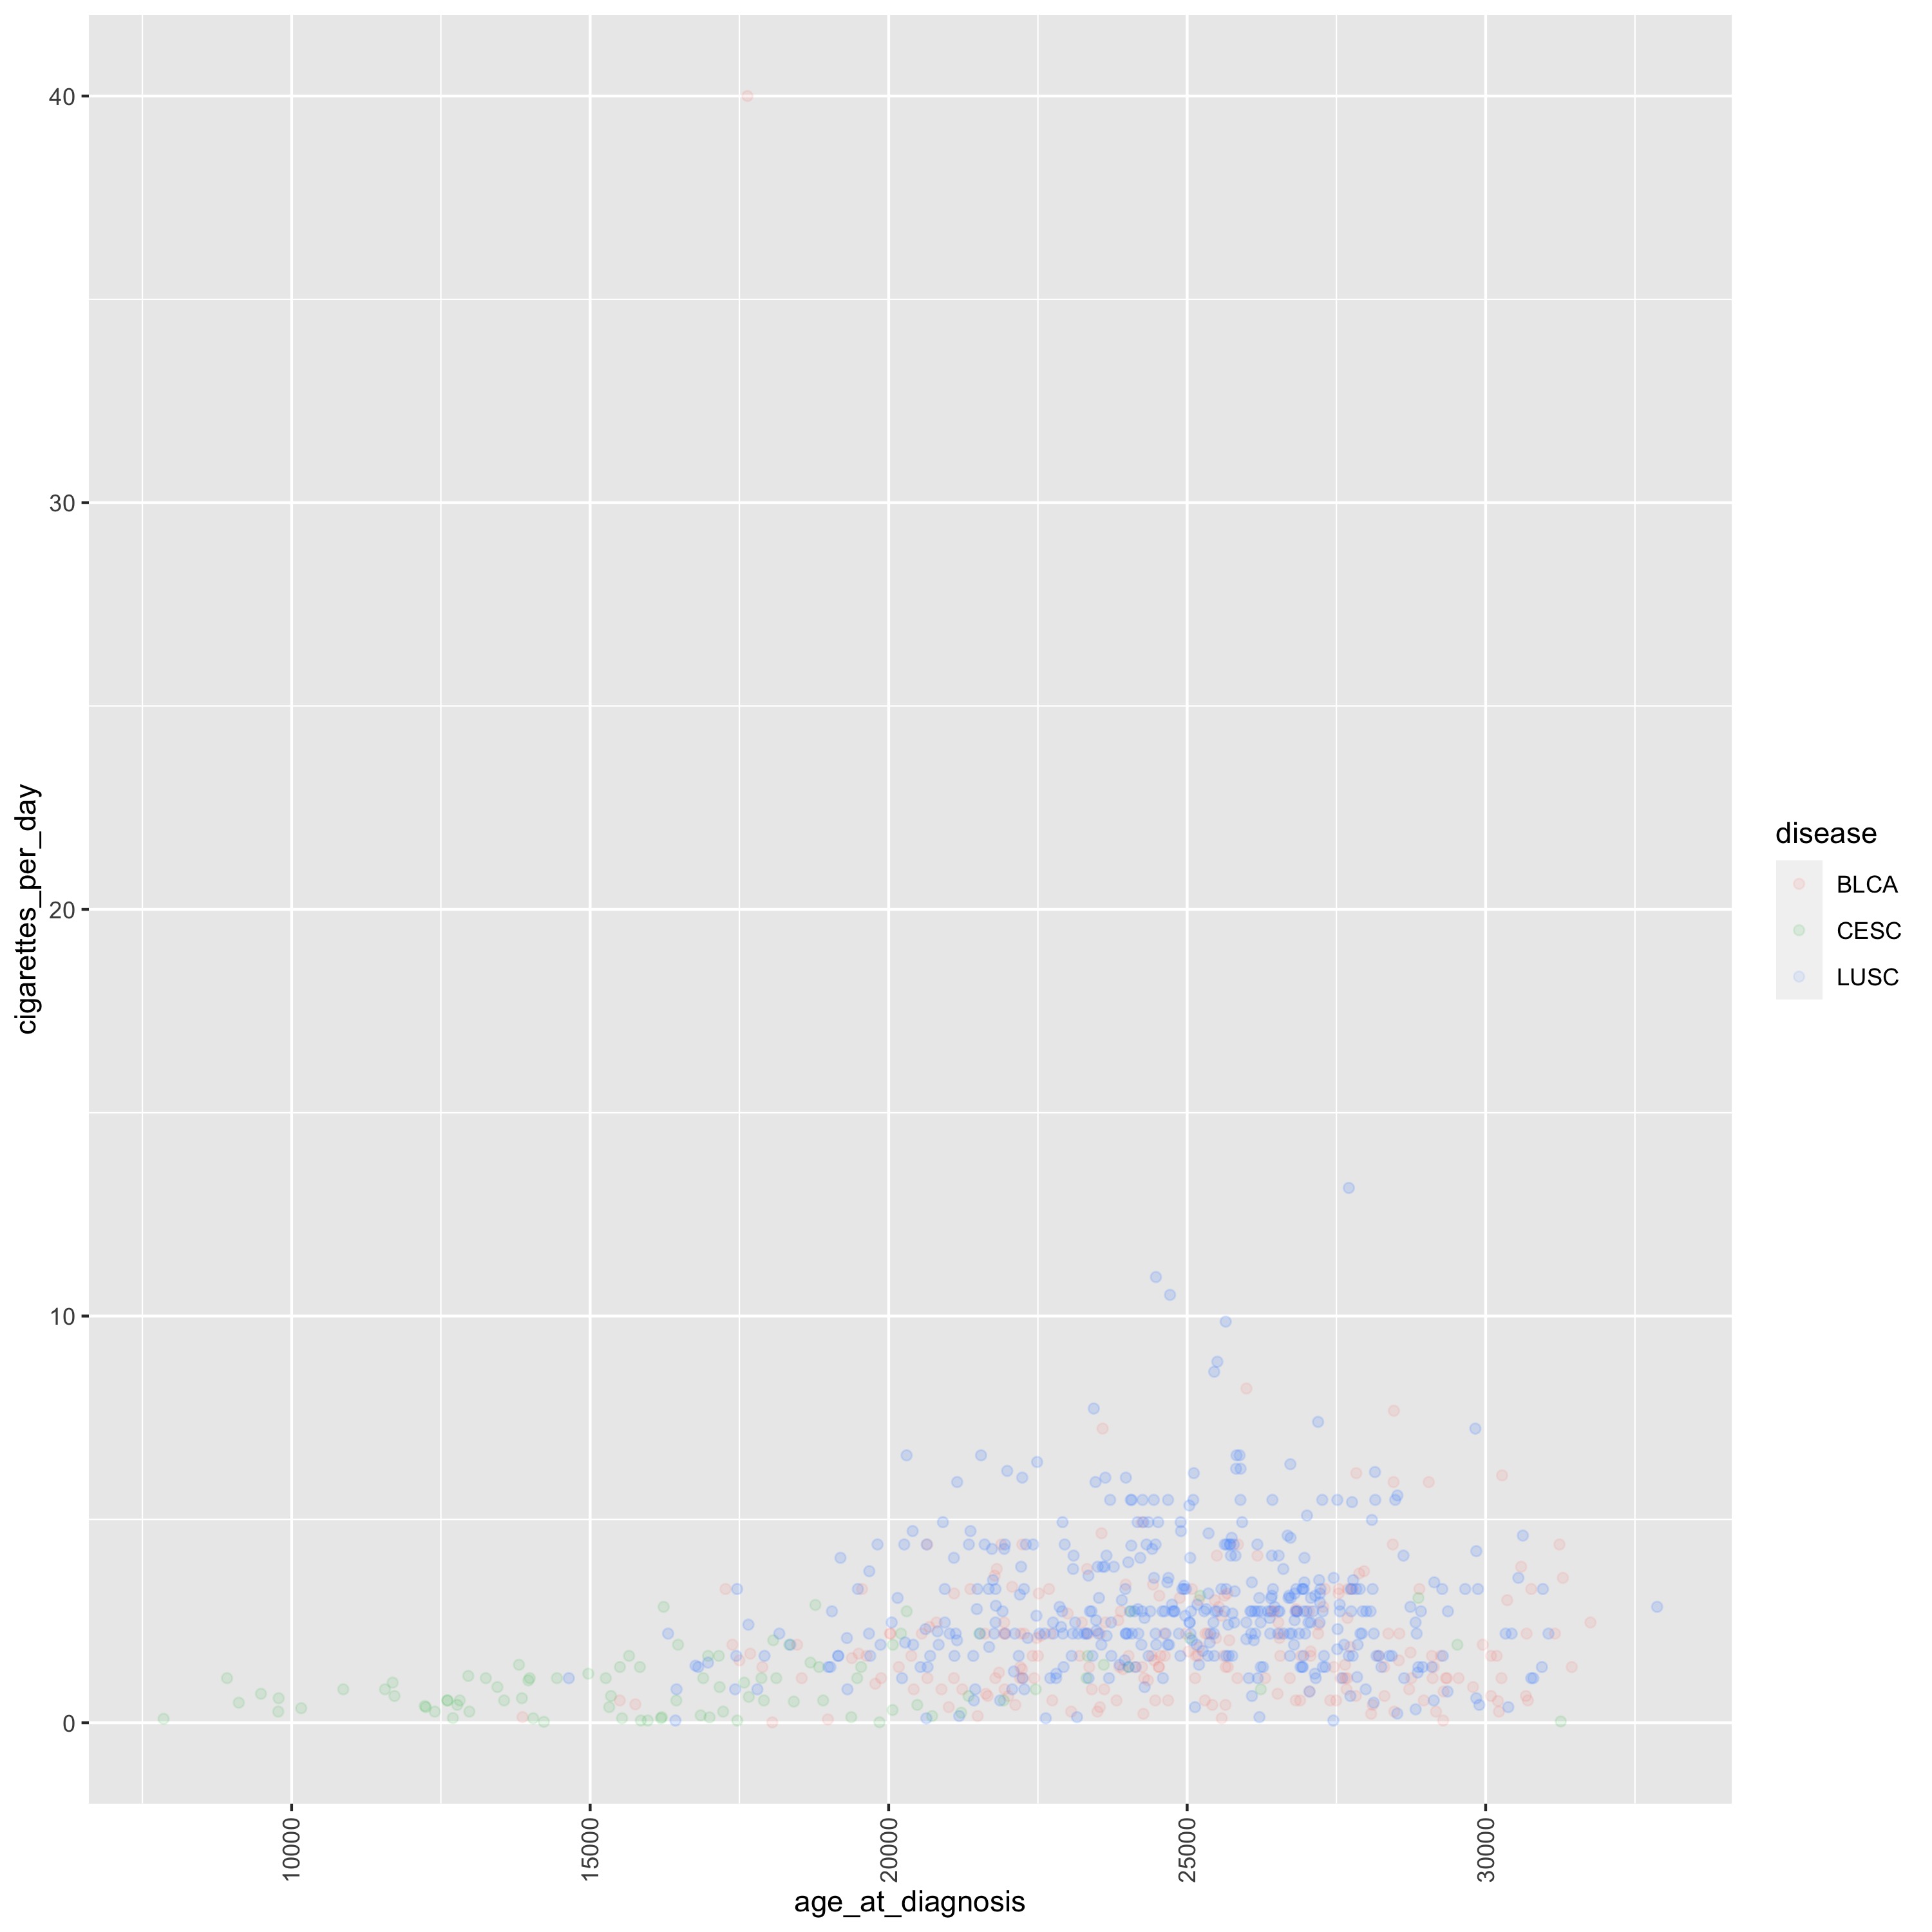 40
30
20
10
0
cigarettes_per_day
10000
15000
20000
25000
30000
age_at_diagnosis
disease
BLCA
CESC
LUSC